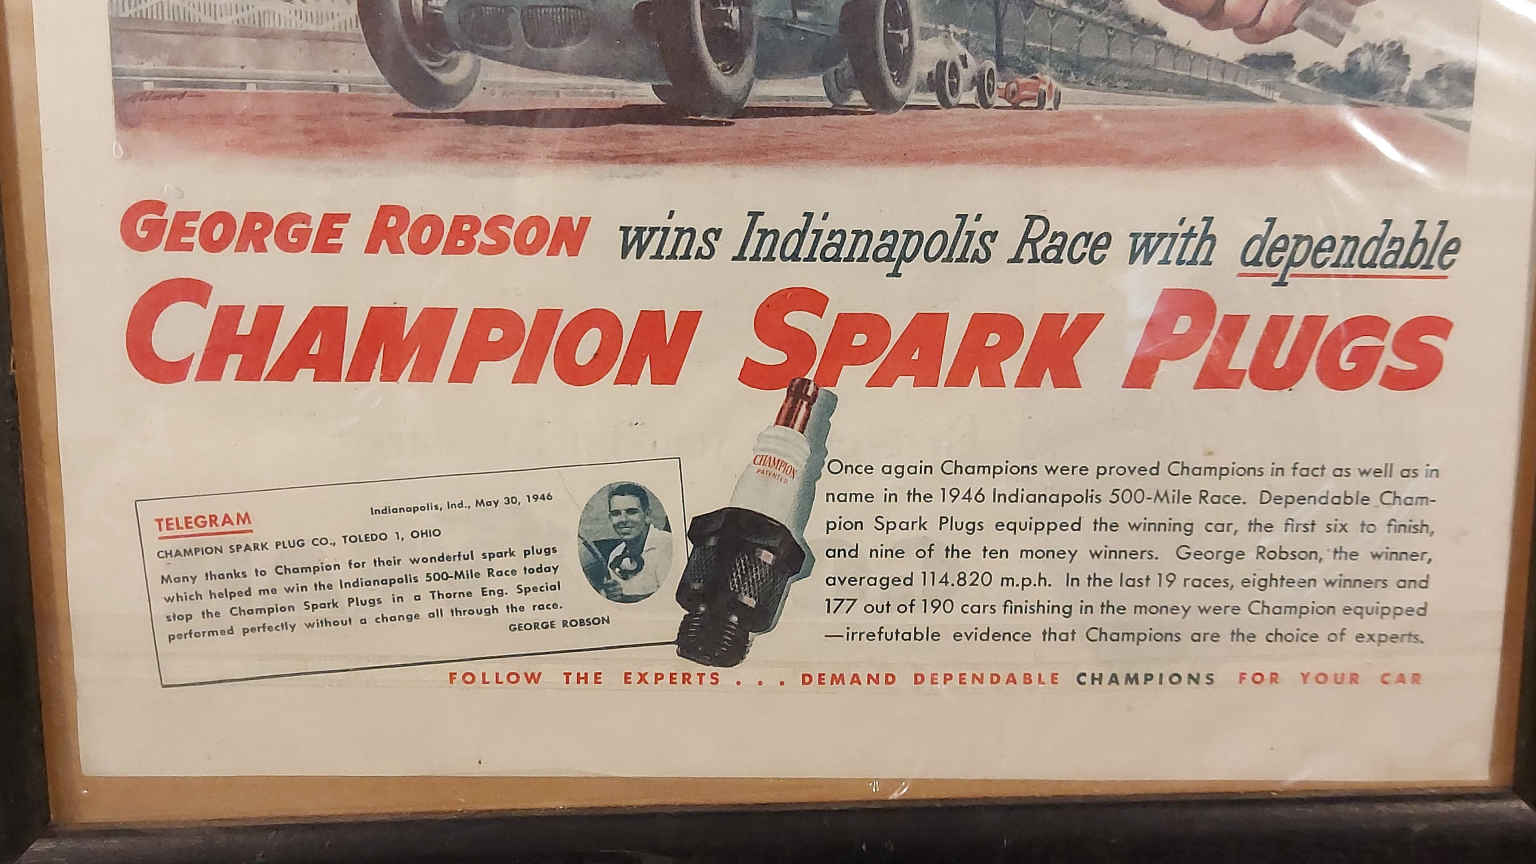 GEORGE ROBSON wins Indianapolis Race with dependable
CHAMPION SPARK PLUGS
CHAMPION
PATENTED
TELEGRAM
Indianapolis, Ind., May 30, 1946
CHAMPION SPARK PLUG CO., TOLEDO 1, OHIO
Many thanks to Champion for their wonderful spark plugs
which helped me win the Indianapolis 500-Mile Race today
stop the Champion Spark Plugs in a Thorne Eng. Special
performed perfectly without a change all through the race.
GEORGE ROBSON
Once again Champions were proved Champions in fact as well as in
name in the 1946 Indianapolis 500-Mile Race. Dependable Cham-
pion Spark Plugs equipped the winning car, the first six to finish,
and nine of the ten money winners. George Robson, the winner,
averaged 114.820 m.p.h. In the last 19 races, eighteen winners and
177 out of 190 cars finishing in the money were Champion equipped
—irrefutable evidence that Champions are the choice of experts.
FOLLOW THE EXPERTS . . . DEMAND DEPENDABLE CHAMPIONS FOR YOUR CAR